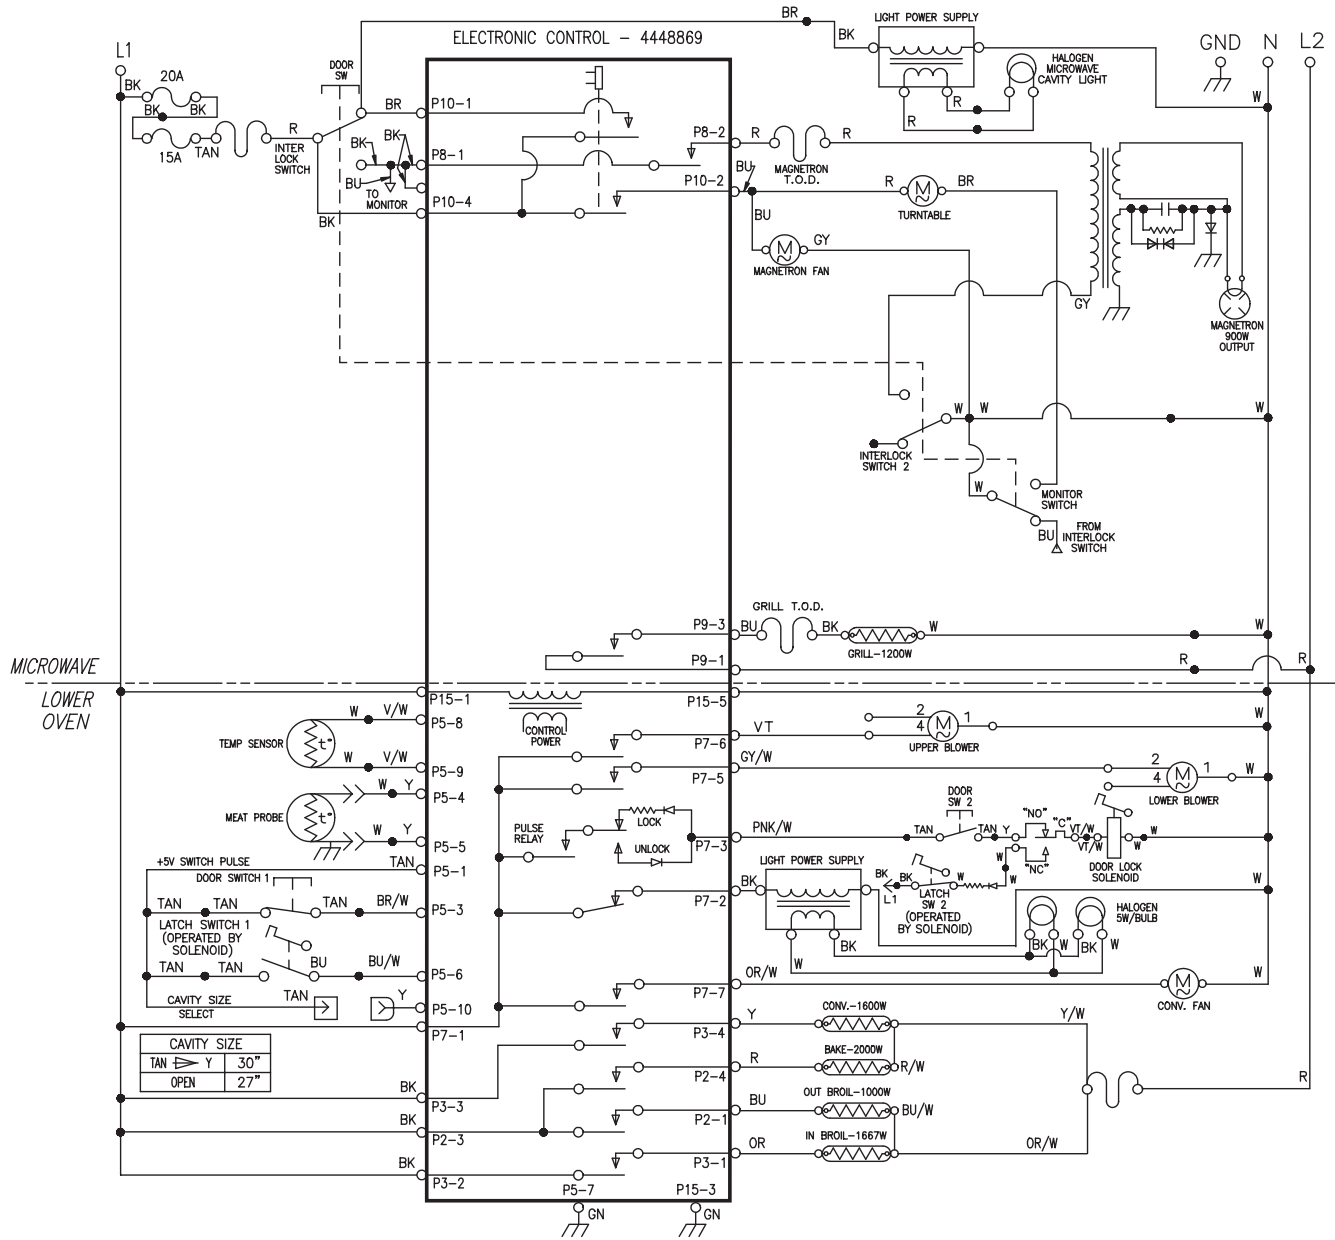 BR
LIGHT POWER SUPPLY
BK
ELECTRONIC CONTROL - 4448869
L1
GND N L2
DOOR
SW
HALOGEN
MICROWAVE
CAVITY LIGHT
20A
BK
BK BK
15A
TAN
R
INTER
LOCK
SWITCH
BR
P10-1
BK
BK
P8-1
BU
TO
MONITOR
P10-4
BK
R
R
W
P8-2
R
R
MAGNETRON
T.O.D.
P10-2
BU
R
BR
TURNTABLE
BU
GY
MAGNETRON FAN
GY
MAGNETRON
900W
OUTPUT
W
W
W
INTERLOCK
SWITCH 2
W
MONITOR
SWITCH
BU
FROM
INTERLOCK
SWITCH
GRILL T.O.D.
P9-3
BU
BK
W
W
GRILL-1200W
P9-1
R
R
MICROWAVE
LOWER
OVEN
P15-1
P15-5
W
V/W
P5-8
TEMP SENSOR
t°
CONTROL
POWER
P7-6
VT
2
4
1
UPPER BLOWER
W
W
V/W
P5-9
P7-5
GY/W
2
4
1
W
LOWER BLOWER
W
Y
P5-4
MEAT PROBE
t°
W
Y
P5-5
PULSE
RELAY
LOCK
UNLOCK
P7-3
PNK/W
DOOR
SW 2
TAN
TAN
Y
"NO"
"C"
"NC"
VT/W
VT/W
W
W
DOOR LOCK
SOLENOID
+5V SWITCH PULSE
TAN
P5-1
DOOR SWITCH 1
TAN
TAN
TAN
BR/W
P5-3
LIGHT POWER SUPPLY
P7-2
BK
BK
BK
L1
W
W
W
LATCH
SW 2
(OPERATED
BY SOLENOID)
W
HALOGEN
5W/BULB
BK
W
BK
W
BK
W
LATCH SWITCH 1
(OPERATED BY
SOLENOID)
TAN
TAN
BU
BU/W
P5-6
CAVITY SIZE
SELECT
TAN
Y
P5-10
P7-1
P7-7
OR/W
W
CONV. FAN
CAVITY SIZE
TAN Y 30"
OPEN 27"
P3-4
Y
CONV.-1600W
Y/W
P2-4
R
BAKE-2000W
R/W
BK
P3-3
R
P2-1
BU
OUT BROIL-1000W
BU/W
BK
P2-3
P3-1
OR
IN BROIL-1667W
OR/W
BK
P3-2
P5-7
P15-3
GN
GN